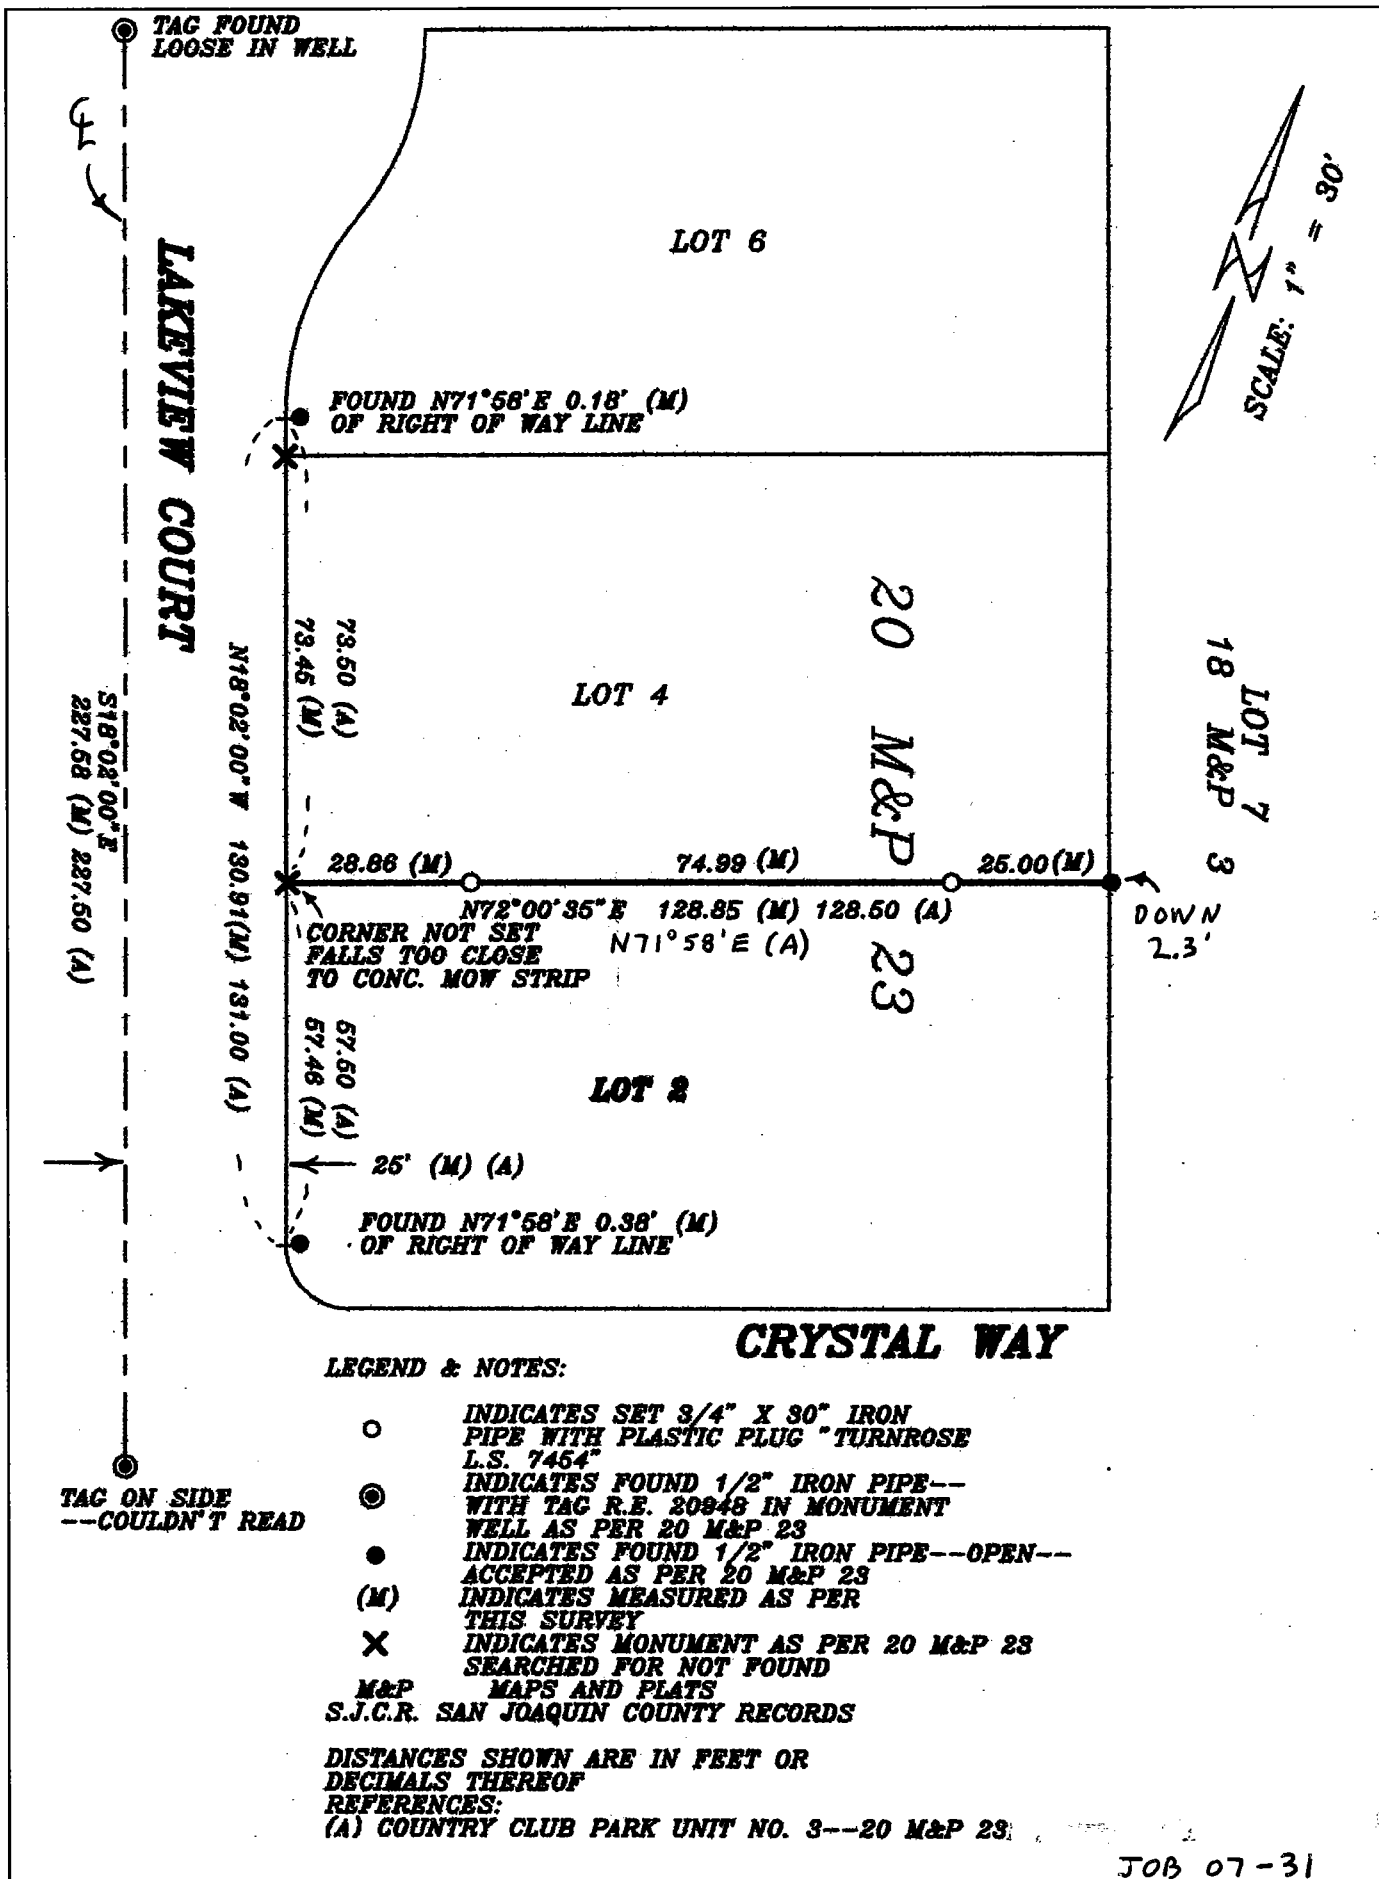 TAG FOUND
LOOSE IN WELL
℄
LAKEVIEW COURT
LOT 6
SCALE: 1" = 30'
FOUND N71°58'E 0.18' (M)
OF RIGHT OF WAY LINE
73.50 (A)
73.45 (M)
N18°02'00"W 130.91(M) 131.00 (A)
S18°02'00"E
227.58 (M) 227.50 (A)
LOT 4
20 M&P 23
LOT 7
18 M&P 3
28.86 (M)
74.99 (M)
25.00(M)
N72°00'35"E 128.85 (M) 128.50 (A)
N71°58'E (A)
DOWN
2.3'
CORNER NOT SET
FALLS TOO CLOSE
TO CONC. MOW STRIP
57.50 (A)
57.46 (M)
LOT 2
25' (M) (A)
FOUND N71°58'E 0.38' (M)
OF RIGHT OF WAY LINE
CRYSTAL WAY
TAG ON SIDE
--COULDN'T READ
LEGEND & NOTES:
INDICATES SET 3/4" X 30" IRON
PIPE WITH PLASTIC PLUG "TURNROSE
L.S. 7454"
INDICATES FOUND 1/2" IRON PIPE--
WITH TAG R.E. 20948 IN MONUMENT
WELL AS PER 20 M&P 23
INDICATES FOUND 1/2" IRON PIPE--OPEN--
ACCEPTED AS PER 20 M&P 23
(M) INDICATES MEASURED AS PER
THIS SURVEY
X INDICATES MONUMENT AS PER 20 M&P 23
SEARCHED FOR NOT FOUND
M&P MAPS AND PLATS
S.J.C.R. SAN JOAQUIN COUNTY RECORDS
DISTANCES SHOWN ARE IN FEET OR
DECIMALS THEREOF
REFERENCES:
(A) COUNTRY CLUB PARK UNIT NO. 3--20 M&P 23
JOB 07-31